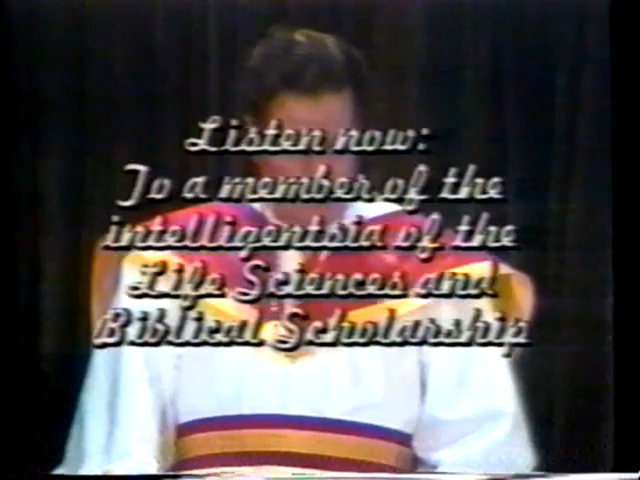 Listen now:
To a member of the
intelligentsia of the
Life Sciences and
Biblical Scholarship